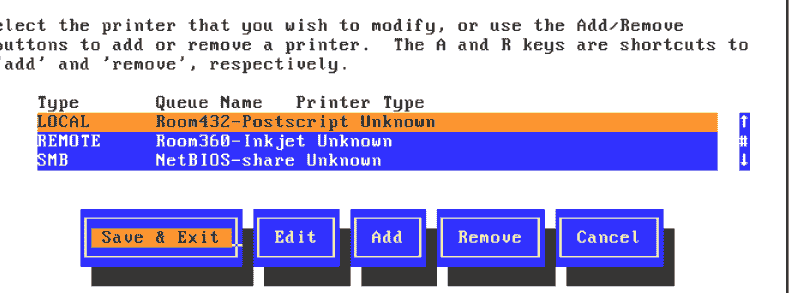 elect the printer that you wish to modify, or use the Add/Remove
buttons to add or remove a printer.  The A and R keys are shortcuts to
'add' and 'remove', respectively.
Type Queue Name Printer Type
LOCAL Room432-Postscript Unknown ↑
REMOTE Room360-Inkjet Unknown #
SMB NetBIOS-share Unknown ↓
Save & Exit Edit Add Remove Cancel